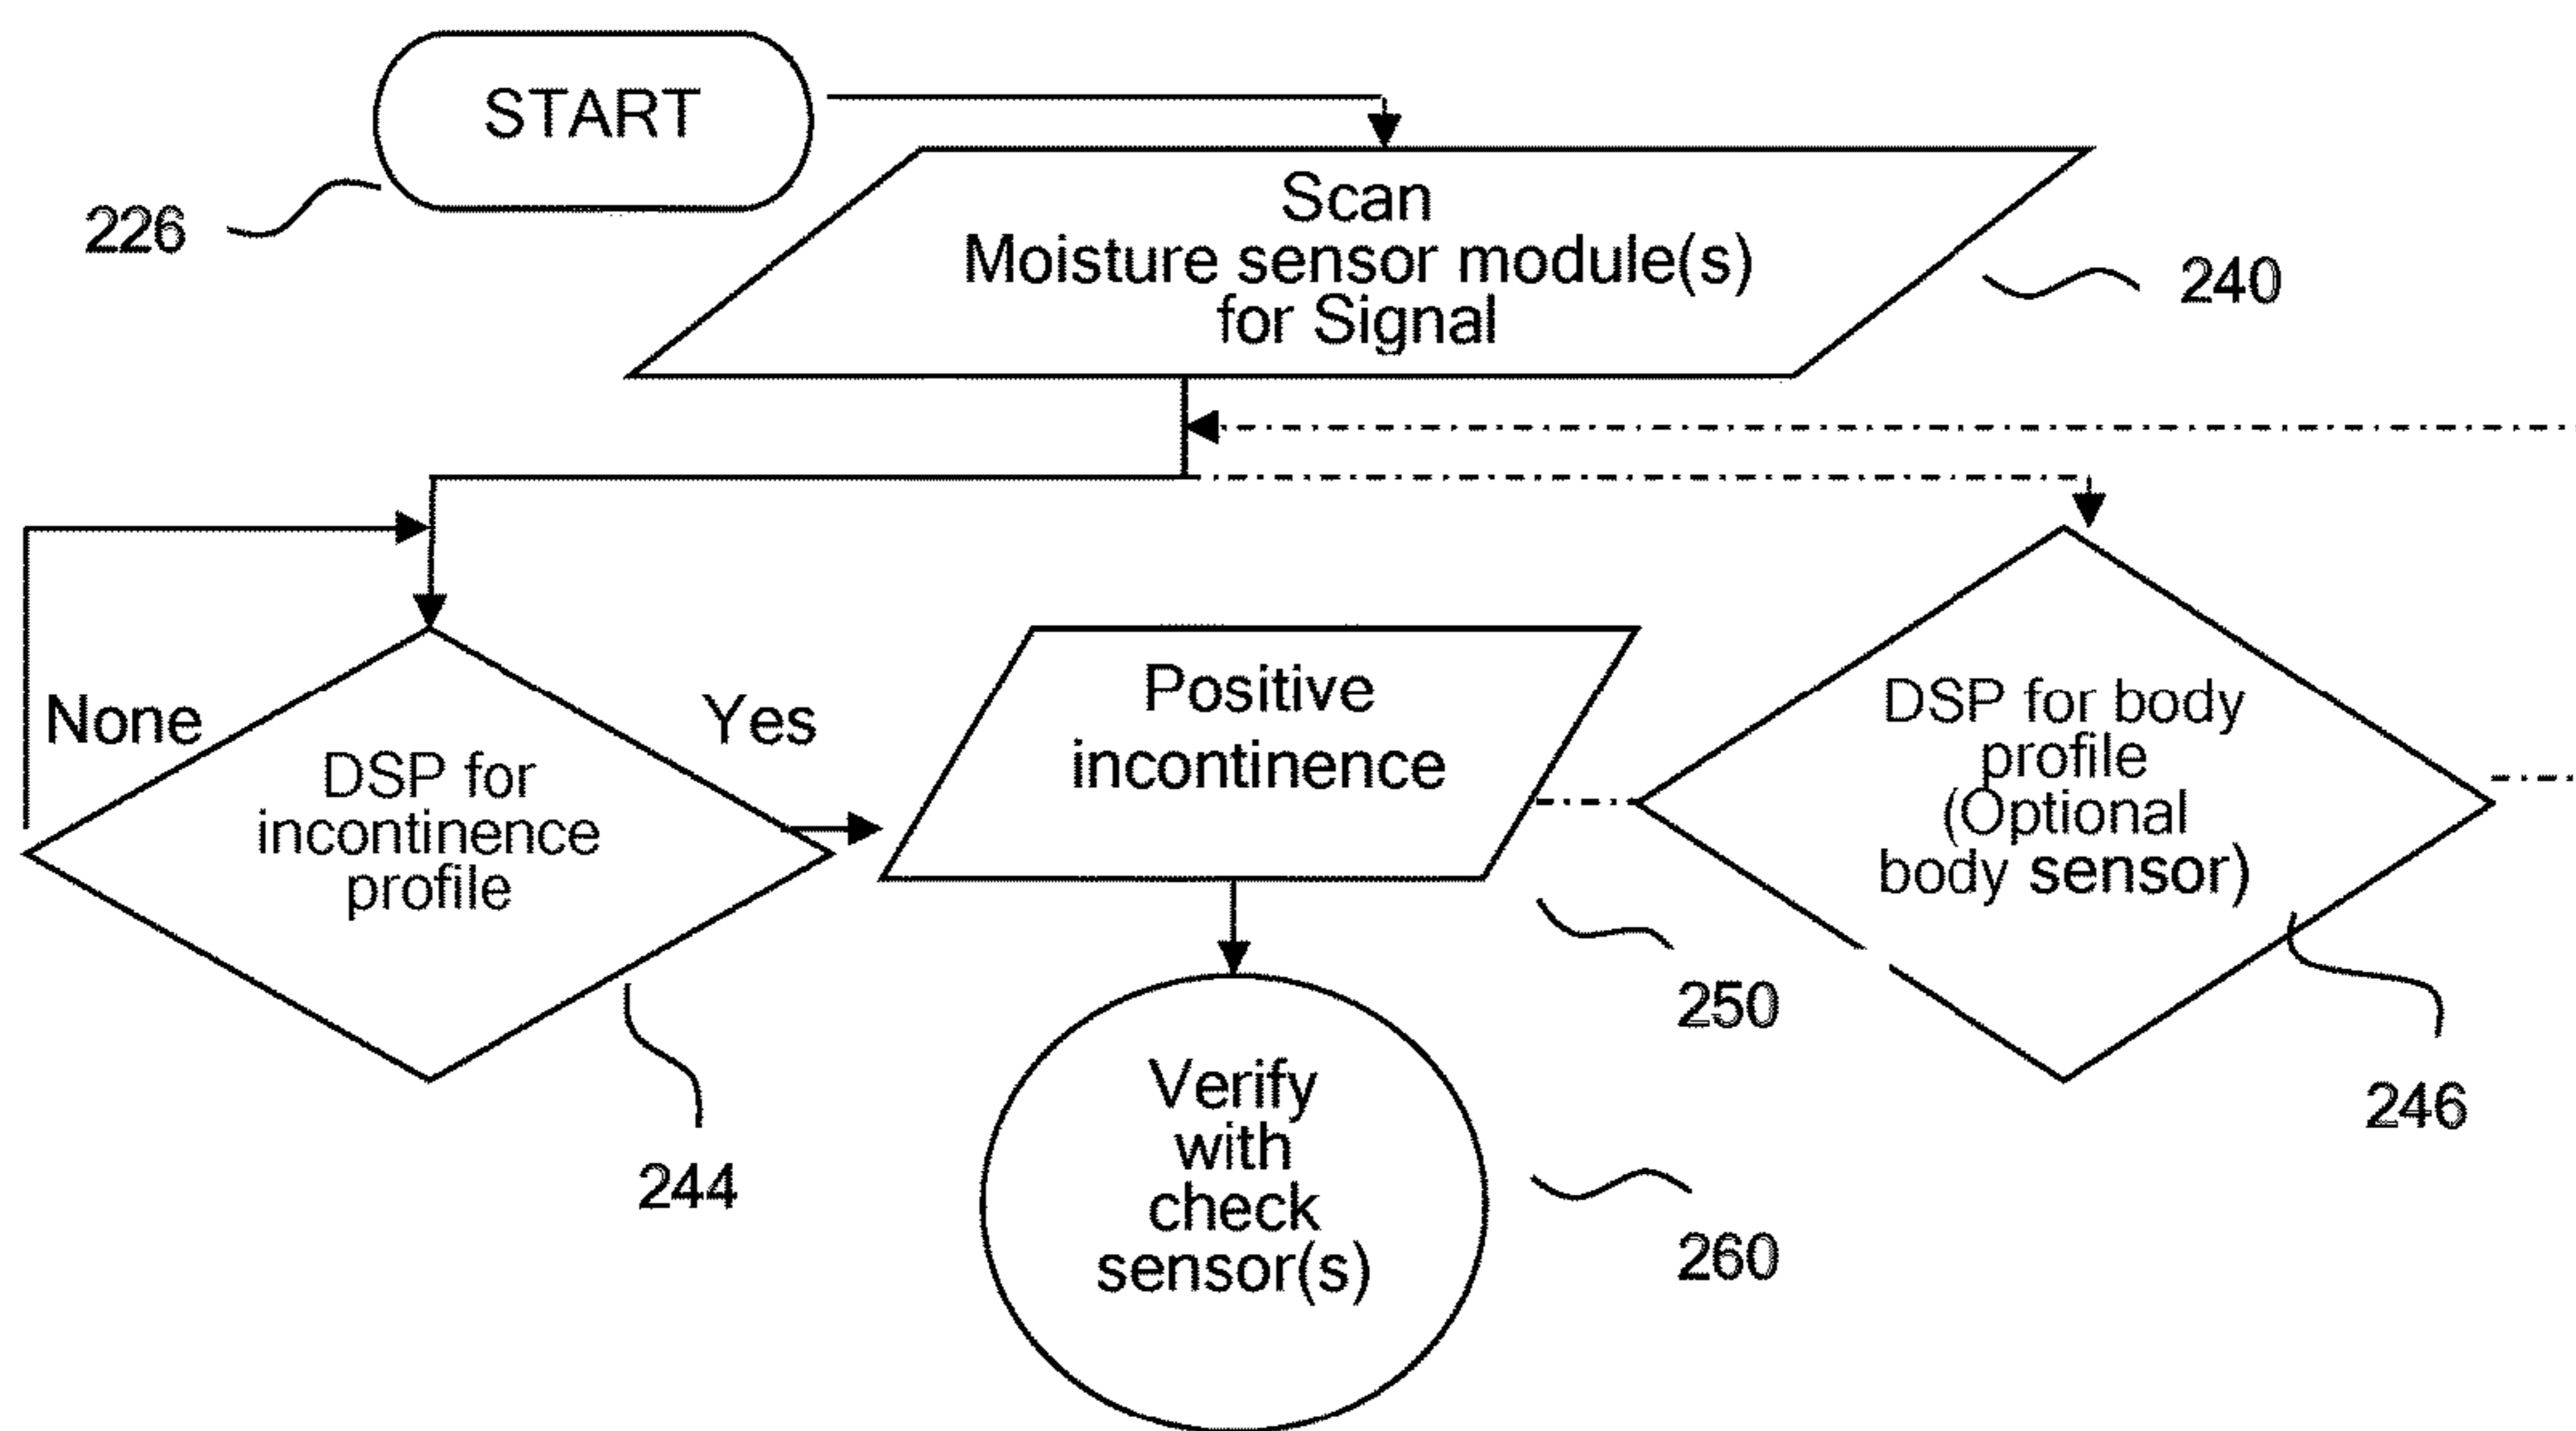 START
226
Scan
Moisture sensor module(s)
for Signal
240
None
DSP for
incontinence
profile
Yes
244
Positive
incontinence
250
DSP for body
profile
(Optional
body sensor)
246
Verify
with
check
sensor(s)
260